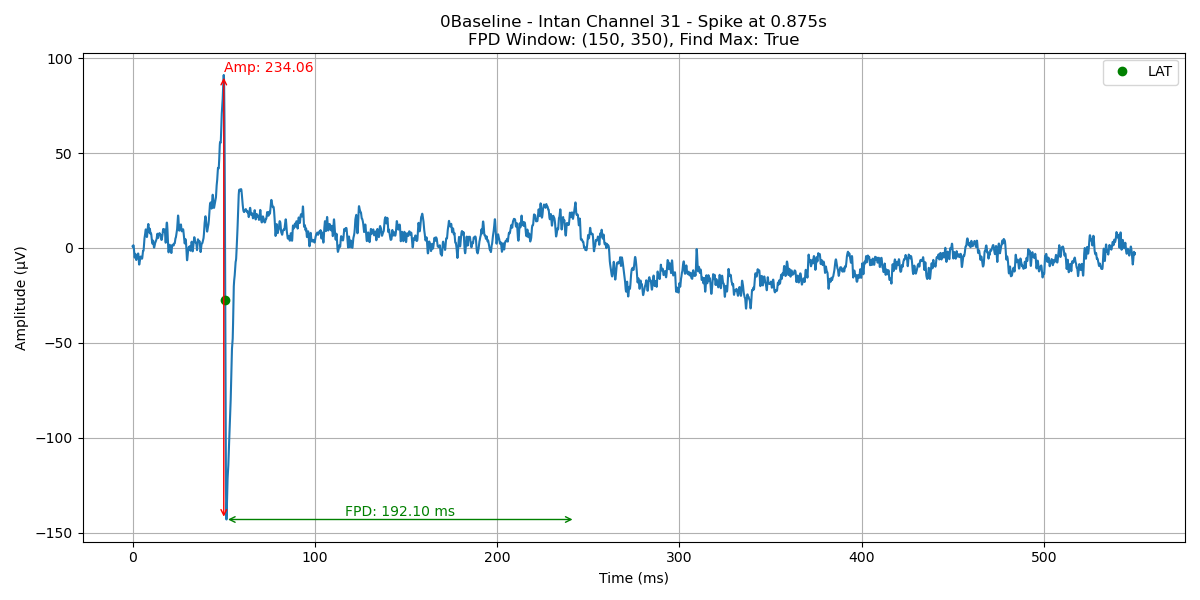 0Baseline - Intan Channel 31 - Spike at 0.875s
FPD Window: (150, 350), Find Max: True
Amp: 234.06
LAT
FPD: 192.10 ms
Amplitude (µV)
100
50
0
−50
−100
−150
0 100 200 300 400 500
Time (ms)